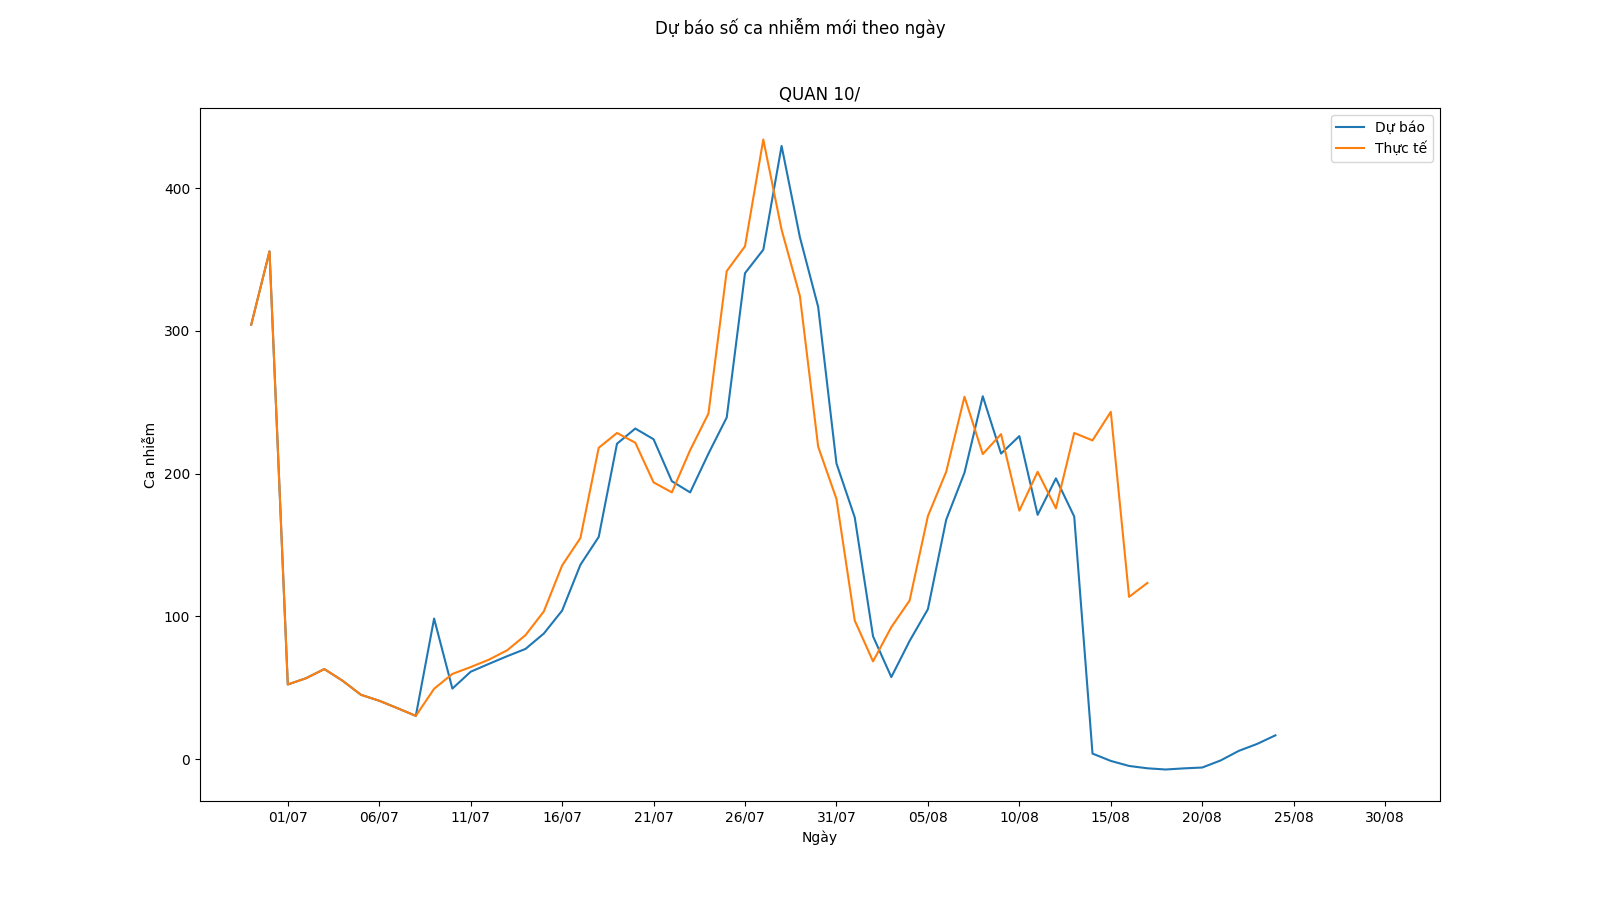 Dự báo số ca nhiễm mới theo ngày
QUAN 10/
Dự báo
Thực tế
Ca nhiễm
400
300
200
100
0
01/07 06/07 11/07 16/07 21/07 26/07 31/07 05/08 10/08 15/08 20/08 25/08 30/08
Ngày